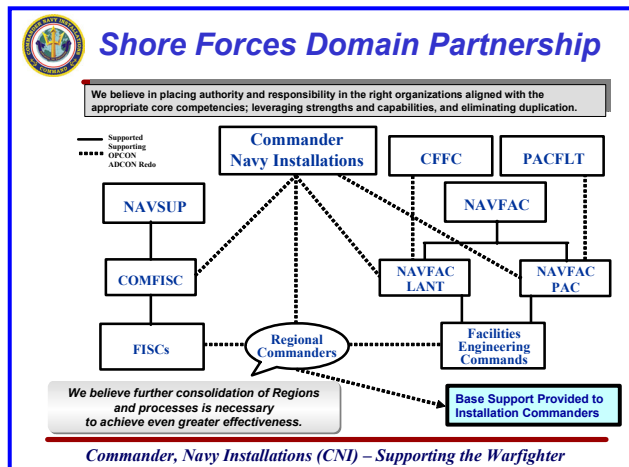 Shore Forces Domain Partnership
We believe in placing authority and responsibility in the right organizations aligned with the
appropriate core competencies; leveraging strengths and capabilities, and eliminating duplication.
Supported
Supporting
OPCON
ADCON Redo
Commander
Navy Installations
CFFC
PACFLT
NAVSUP
NAVFAC
COMFISC
NAVFAC
LANT
NAVFAC
PAC
FISCs
Regional
Commanders
Facilities
Engineering
Commands
We believe further consolidation of Regions
and processes is necessary
to achieve even greater effectiveness.
Base Support Provided to
Installation Commanders
Commander, Navy Installations (CNI) – Supporting the Warfighter